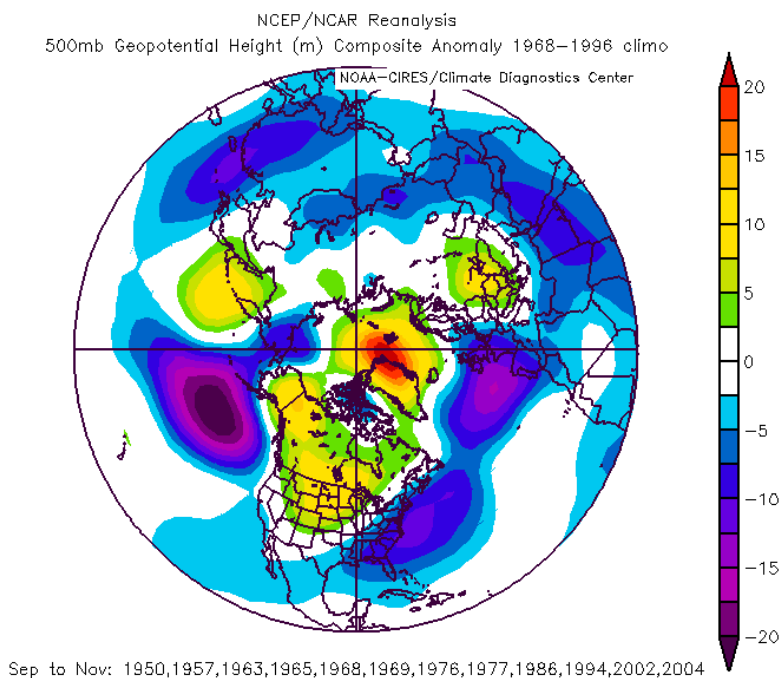 NCEP/NCAR Reanalysis
500mb Geopotential Height (m) Composite Anomaly 1968-1996 climo
NOAA-CIRES/Climate Diagnostics Center
20
15
10
5
0
-5
-10
-15
-20
Sep to Nov: 1950,1957,1963,1965,1968,1969,1976,1977,1986,1994,2002,2004